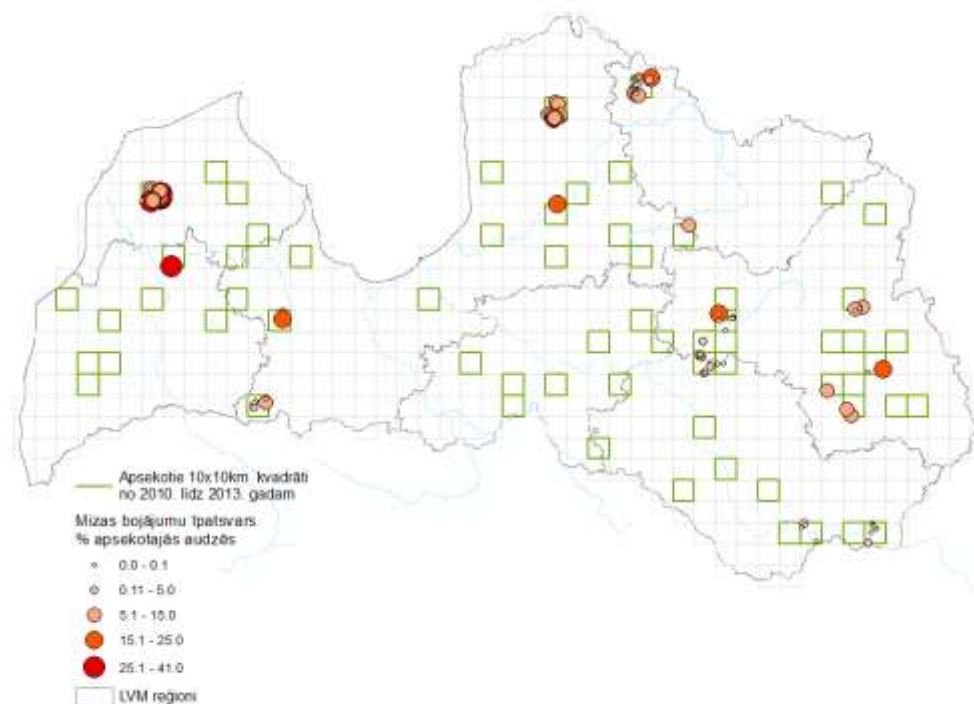 Apsekotie 10x10km kvadrāti
no 2010. līdz 2013. gadam
Mizas bojājumu īpatsvars
% apsekotajās audzēs
0.0 - 0.1
0.11 - 5.0
5.1 - 15.0
15.1 - 25.0
25.1 - 41.0
LVM reģioni